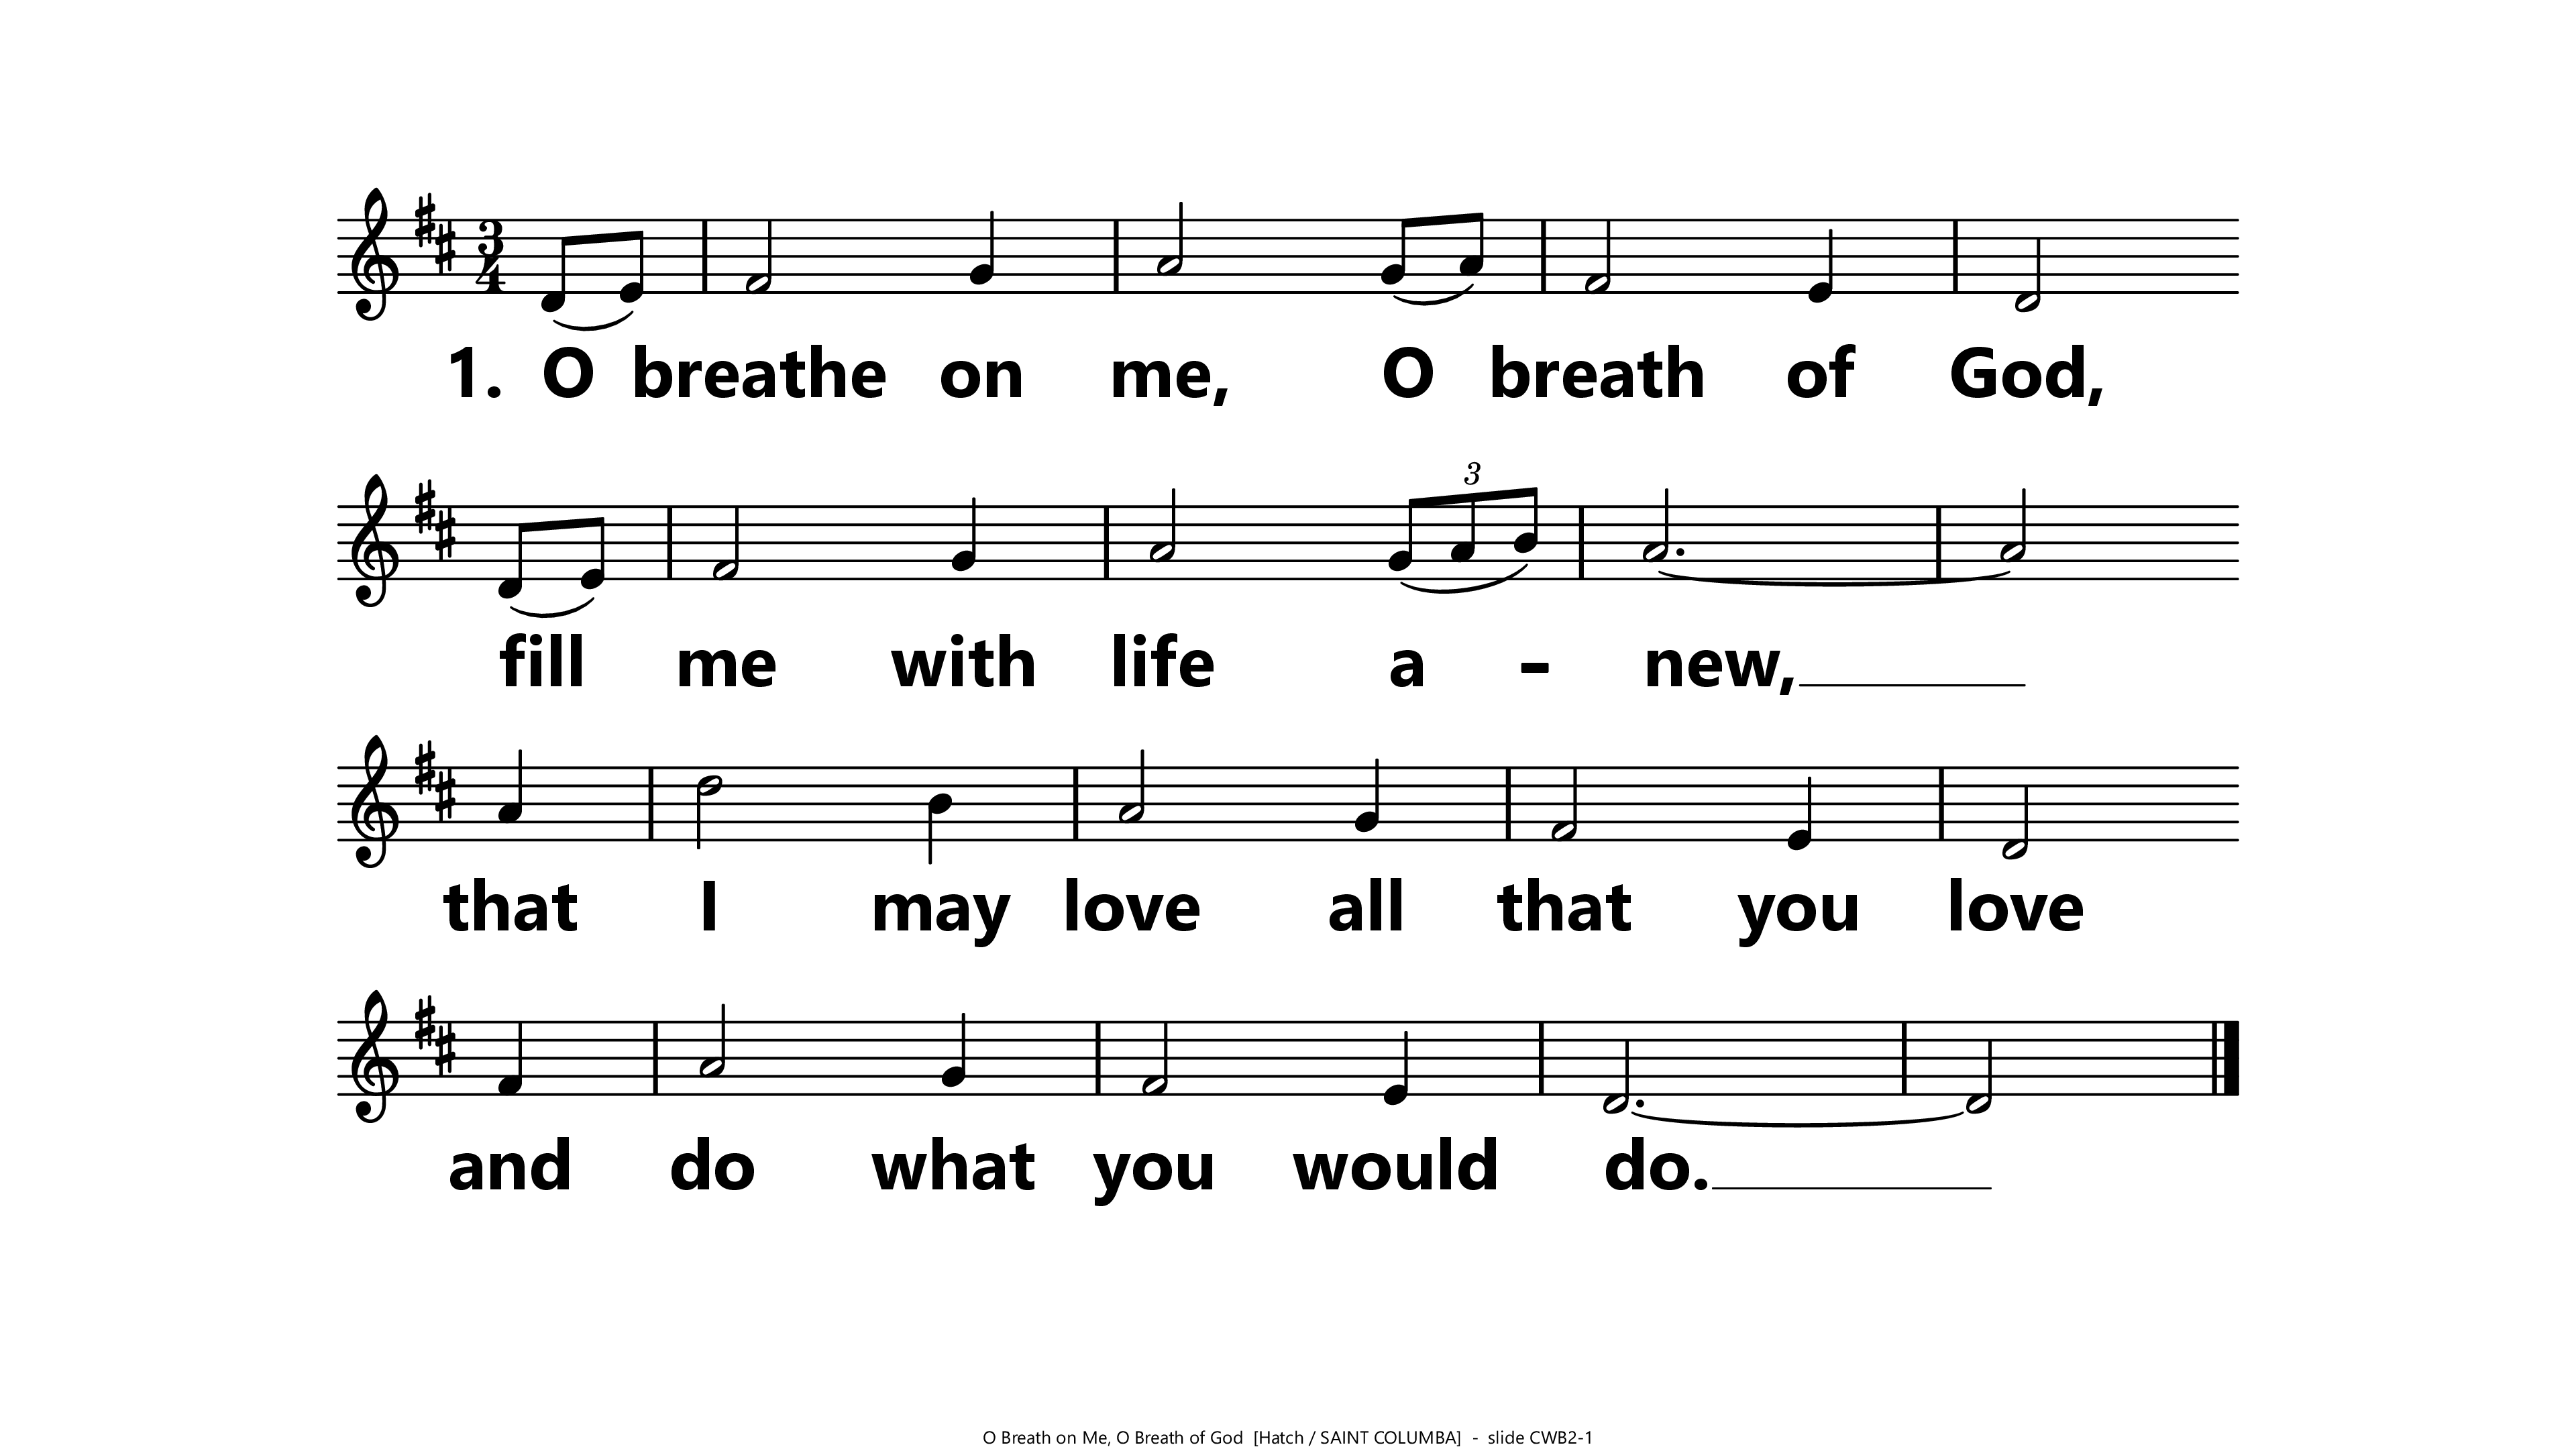 3
4
1. O breathe on me, O breath of God,
3
fill me with life a - new,
that I may love all that you love
and do what you would do.
O Breath on Me, O Breath of God [Hatch / SAINT COLUMBA] - slide CWB2-1